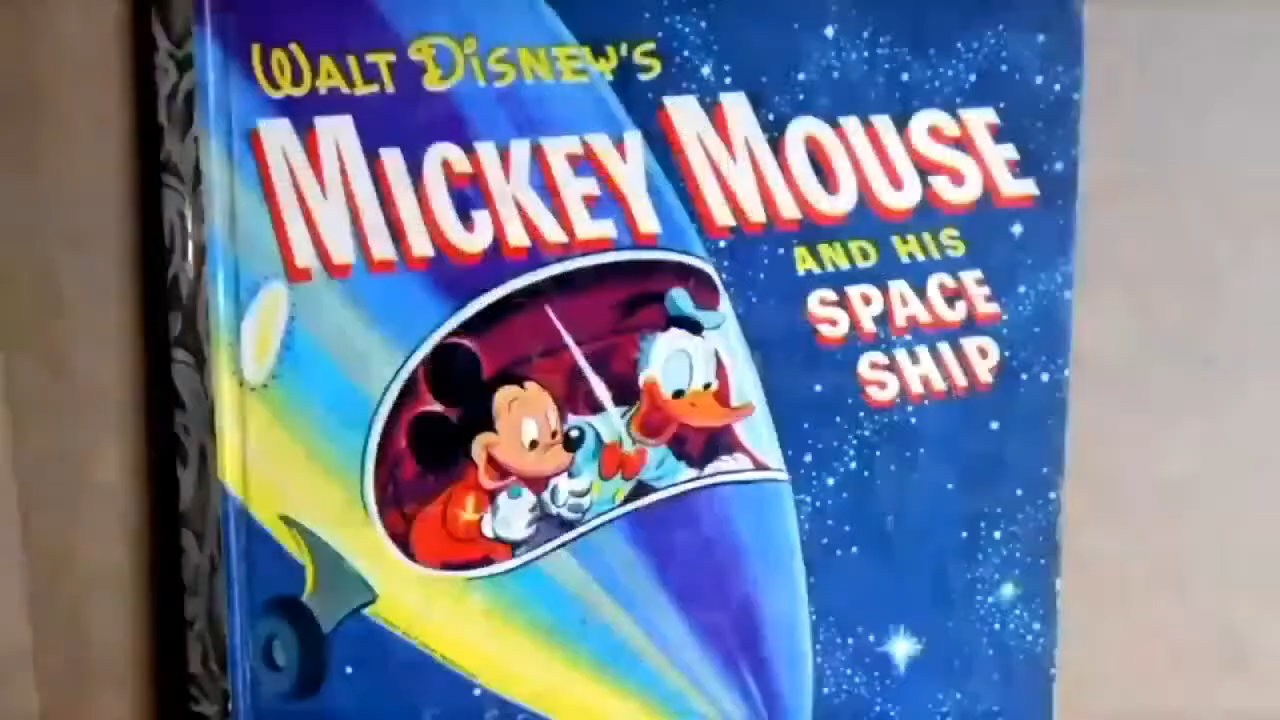 WALT DISNEY'S
MICKEY MOUSE
AND HIS
SPACE
SHIP